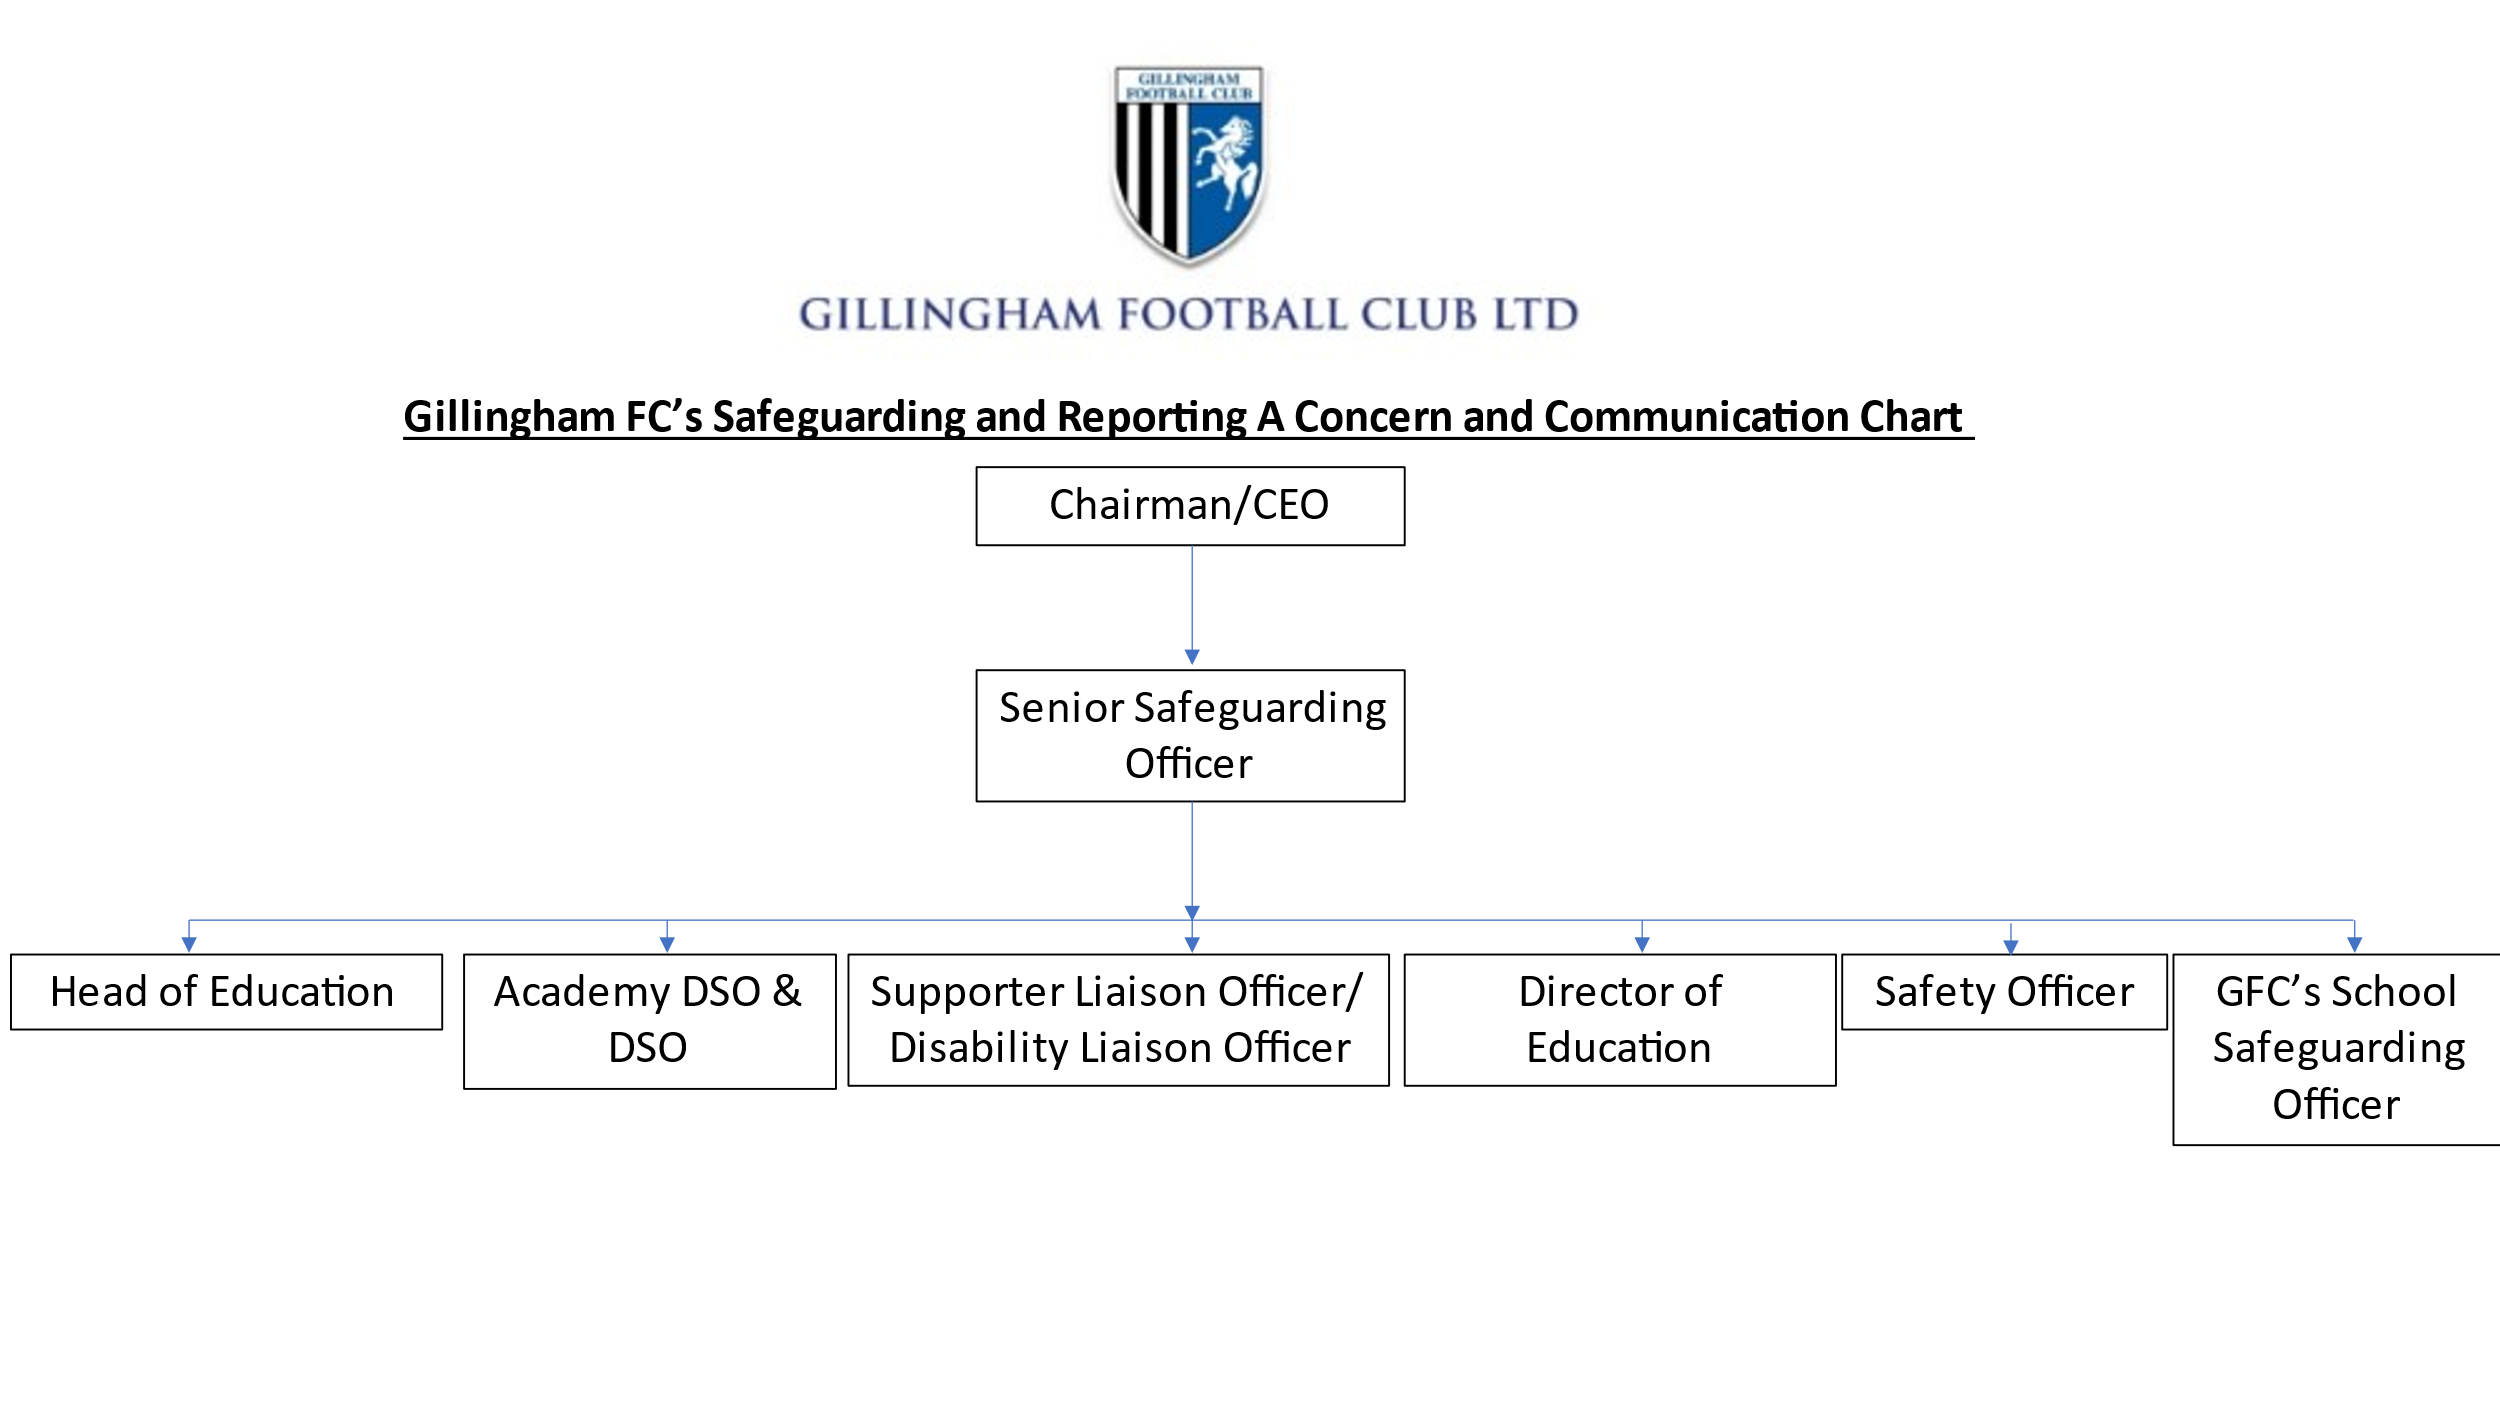 GILLINGHAM
FOOTBALL CLUB
GILLINGHAM FOOTBALL CLUB LTD
Gillingham FC’s Safeguarding and Reporting A Concern and Communication Chart
Chairman/CEO
Senior Safeguarding
Officer
Head of Education
Academy DSO &
DSO
Supporter Liaison Officer/
Disability Liaison Officer
Director of
Education
Safety Officer
GFC’s School
Safeguarding
Officer